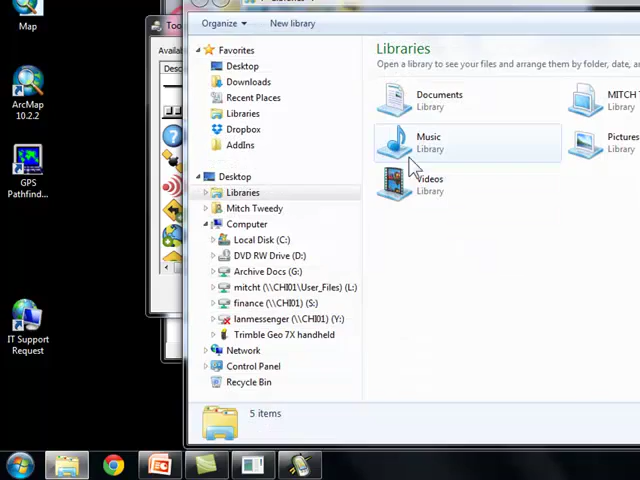 Map
ArcMap
10.2.2
GPS
Pathfind...
IT Support
Request
Too
Availa
Desc
Organize
New library
Favorites
Desktop
Downloads
Recent Places
Libraries
Dropbox
AddIns
Desktop
Libraries
Mitch Tweedy
Computer
Local Disk (C:)
DVD RW Drive (D:)
Archive Docs (G:)
mitcht (\\CHI01\User_Files) (L:)
finance (\\CHI01) (S:)
lanmessenger (\\CHI01) (Y:)
Trimble Geo 7X handheld
Network
Control Panel
Recycle Bin
Libraries
Open a library to see your files and arrange them by folder, date, a
Documents
Library
MITCH T
Library
Music
Library
Pictures
Library
Videos
Library
5 items